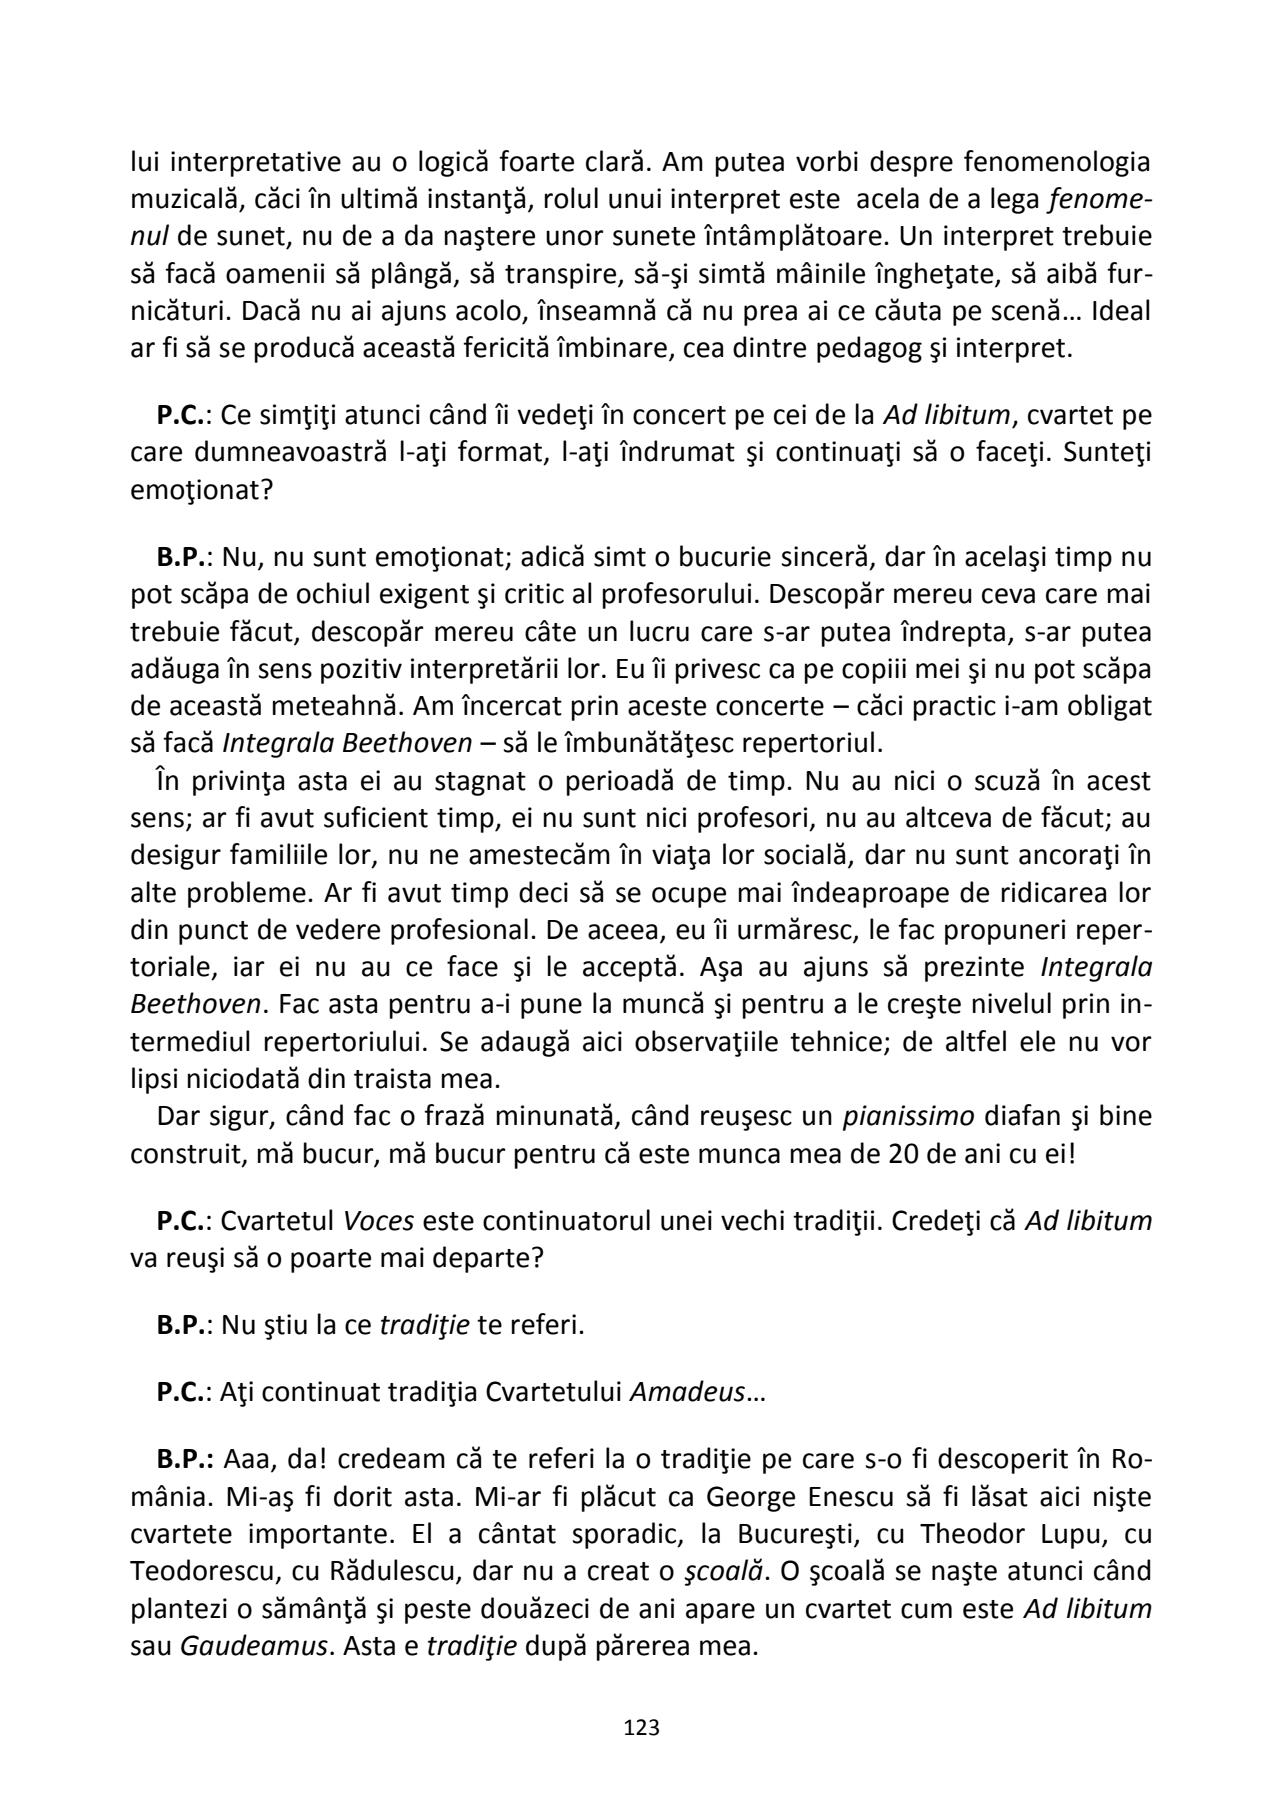 lui interpretative au o logică foarte clară. Am putea vorbi despre fenomenologia
muzicală, căci în ultimă instanţă, rolul unui interpret este  acela de a lega fenome-
nul de sunet, nu de a da naştere unor sunete întâmplătoare. Un interpret trebuie
să facă oamenii să plângă, să transpire, să-şi simtă mâinile îngheţate, să aibă fur-
nicături. Dacă nu ai ajuns acolo, înseamnă că nu prea ai ce căuta pe scenă… Ideal
ar fi să se producă această fericită îmbinare, cea dintre pedagog şi interpret.
P.C.: Ce simţiţi atunci când îi vedeţi în concert pe cei de la Ad libitum, cvartet pe
care dumneavoastră l-aţi format, l-aţi îndrumat şi continuaţi să o faceţi. Sunteţi
emoţionat?
B.P.: Nu, nu sunt emoţionat; adică simt o bucurie sinceră, dar în acelaşi timp nu
pot scăpa de ochiul exigent şi critic al profesorului. Descopăr mereu ceva care mai
trebuie făcut, descopăr mereu câte un lucru care s-ar putea îndrepta, s-ar putea
adăuga în sens pozitiv interpretării lor. Eu îi privesc ca pe copiii mei şi nu pot scăpa
de această meteahnă. Am încercat prin aceste concerte – căci practic i-am obligat
să facă Integrala Beethoven – să le îmbunătăţesc repertoriul.
În privinţa asta ei au stagnat o perioadă de timp. Nu au nici o scuză în acest
sens; ar fi avut suficient timp, ei nu sunt nici profesori, nu au altceva de făcut; au
desigur familiile lor, nu ne amestecăm în viaţa lor socială, dar nu sunt ancoraţi în
alte probleme. Ar fi avut timp deci să se ocupe mai îndeaproape de ridicarea lor
din punct de vedere profesional. De aceea, eu îi urmăresc, le fac propuneri reper-
toriale, iar ei nu au ce face şi le acceptă. Aşa au ajuns să prezinte Integrala
Beethoven. Fac asta pentru a-i pune la muncă şi pentru a le creşte nivelul prin in-
termediul repertoriului. Se adaugă aici observaţiile tehnice; de altfel ele nu vor
lipsi niciodată din traista mea.
Dar sigur, când fac o frază minunată, când reuşesc un pianissimo diafan şi bine
construit, mă bucur, mă bucur pentru că este munca mea de 20 de ani cu ei!
P.C.: Cvartetul Voces este continuatorul unei vechi tradiţii. Credeţi că Ad libitum
va reuşi să o poarte mai departe?
B.P.: Nu ştiu la ce tradiţie te referi.
P.C.: Aţi continuat tradiţia Cvartetului Amadeus…
B.P.: Aaa, da! credeam că te referi la o tradiţie pe care s-o fi descoperit în Ro-
mânia. Mi-aş fi dorit asta. Mi-ar fi plăcut ca George Enescu să fi lăsat aici nişte
cvartete importante. El a cântat sporadic, la Bucureşti, cu Theodor Lupu, cu
Teodorescu, cu Rădulescu, dar nu a creat o şcoală. O şcoală se naşte atunci când
plantezi o sămânţă şi peste douăzeci de ani apare un cvartet cum este Ad libitum
sau Gaudeamus. Asta e tradiţie după părerea mea.
123